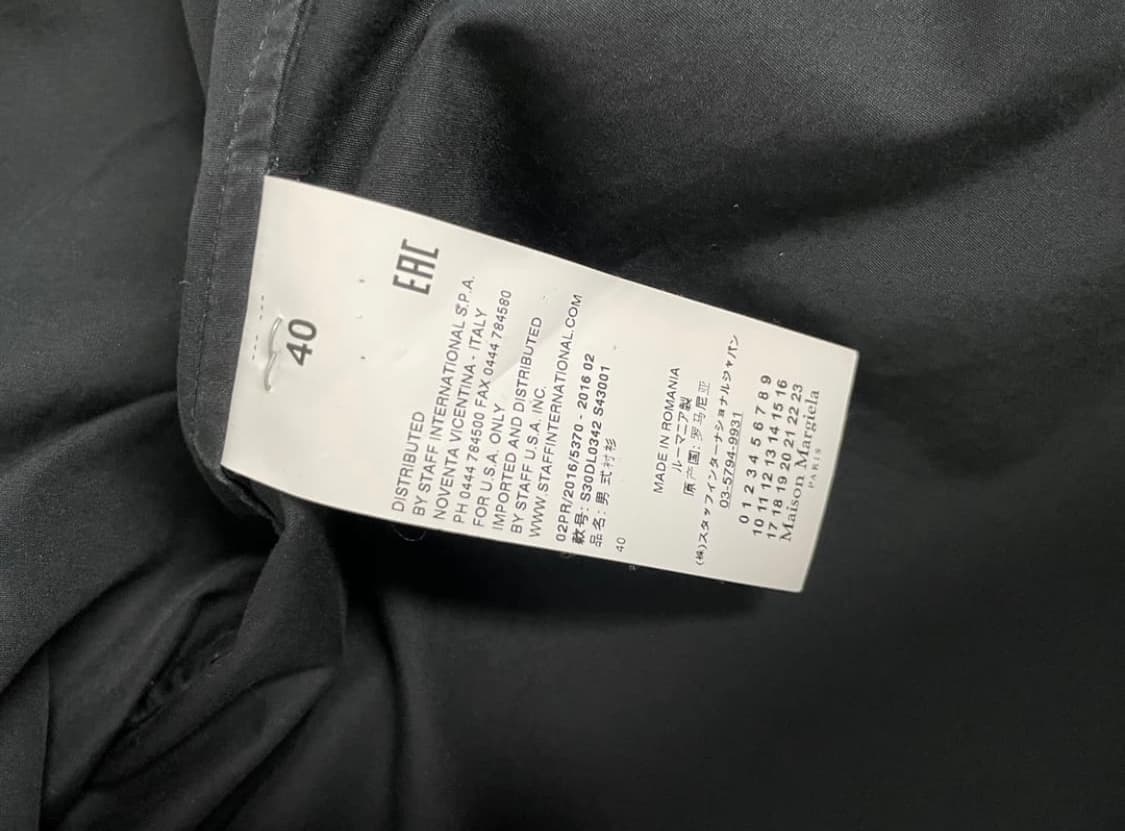 40
EAC
DISTRIBUTED
BY STAFF INTERNATIONAL S.P.A.
NOVENTA VICENTINA - ITALY
PH 0444 784500 FAX 0444 784580
FOR U.S.A. ONLY
IMPORTED AND DISTRIBUTED
BY STAFF U.S.A. INC.
WWW.STAFFINTERNATIONAL.COM
02PR/2016/5370 - 2016 02
款号: S30DL0342 S43001
品名: 男 式衬衫
40
MADE IN ROMANIA
ルーマニア製
原产国: 罗马尼亚
(株)スタッフインターナショナルジャパン
03-5794-9931
0 1 2 3 4 5 6 7 8 9
10 11 12 13 14 15 16
17 18 19 20 21 22 23
Maison Margiela
PARIS